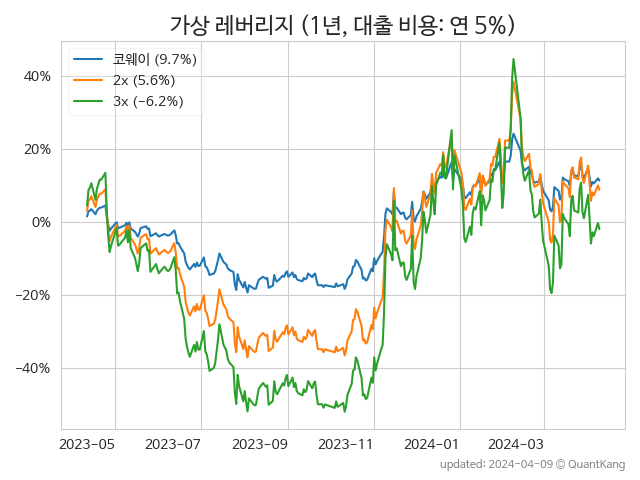 가상 레버리지 (1년, 대출 비용: 연 5%)
코웨이 (9.7%)
2x (5.6%)
3x (−6.2%)
40%
20%
0%
−20%
−40%
2023−05 2023−07 2023−09 2023−11 2024−01 2024−03
updated: 2024-04-09 © QuantKang